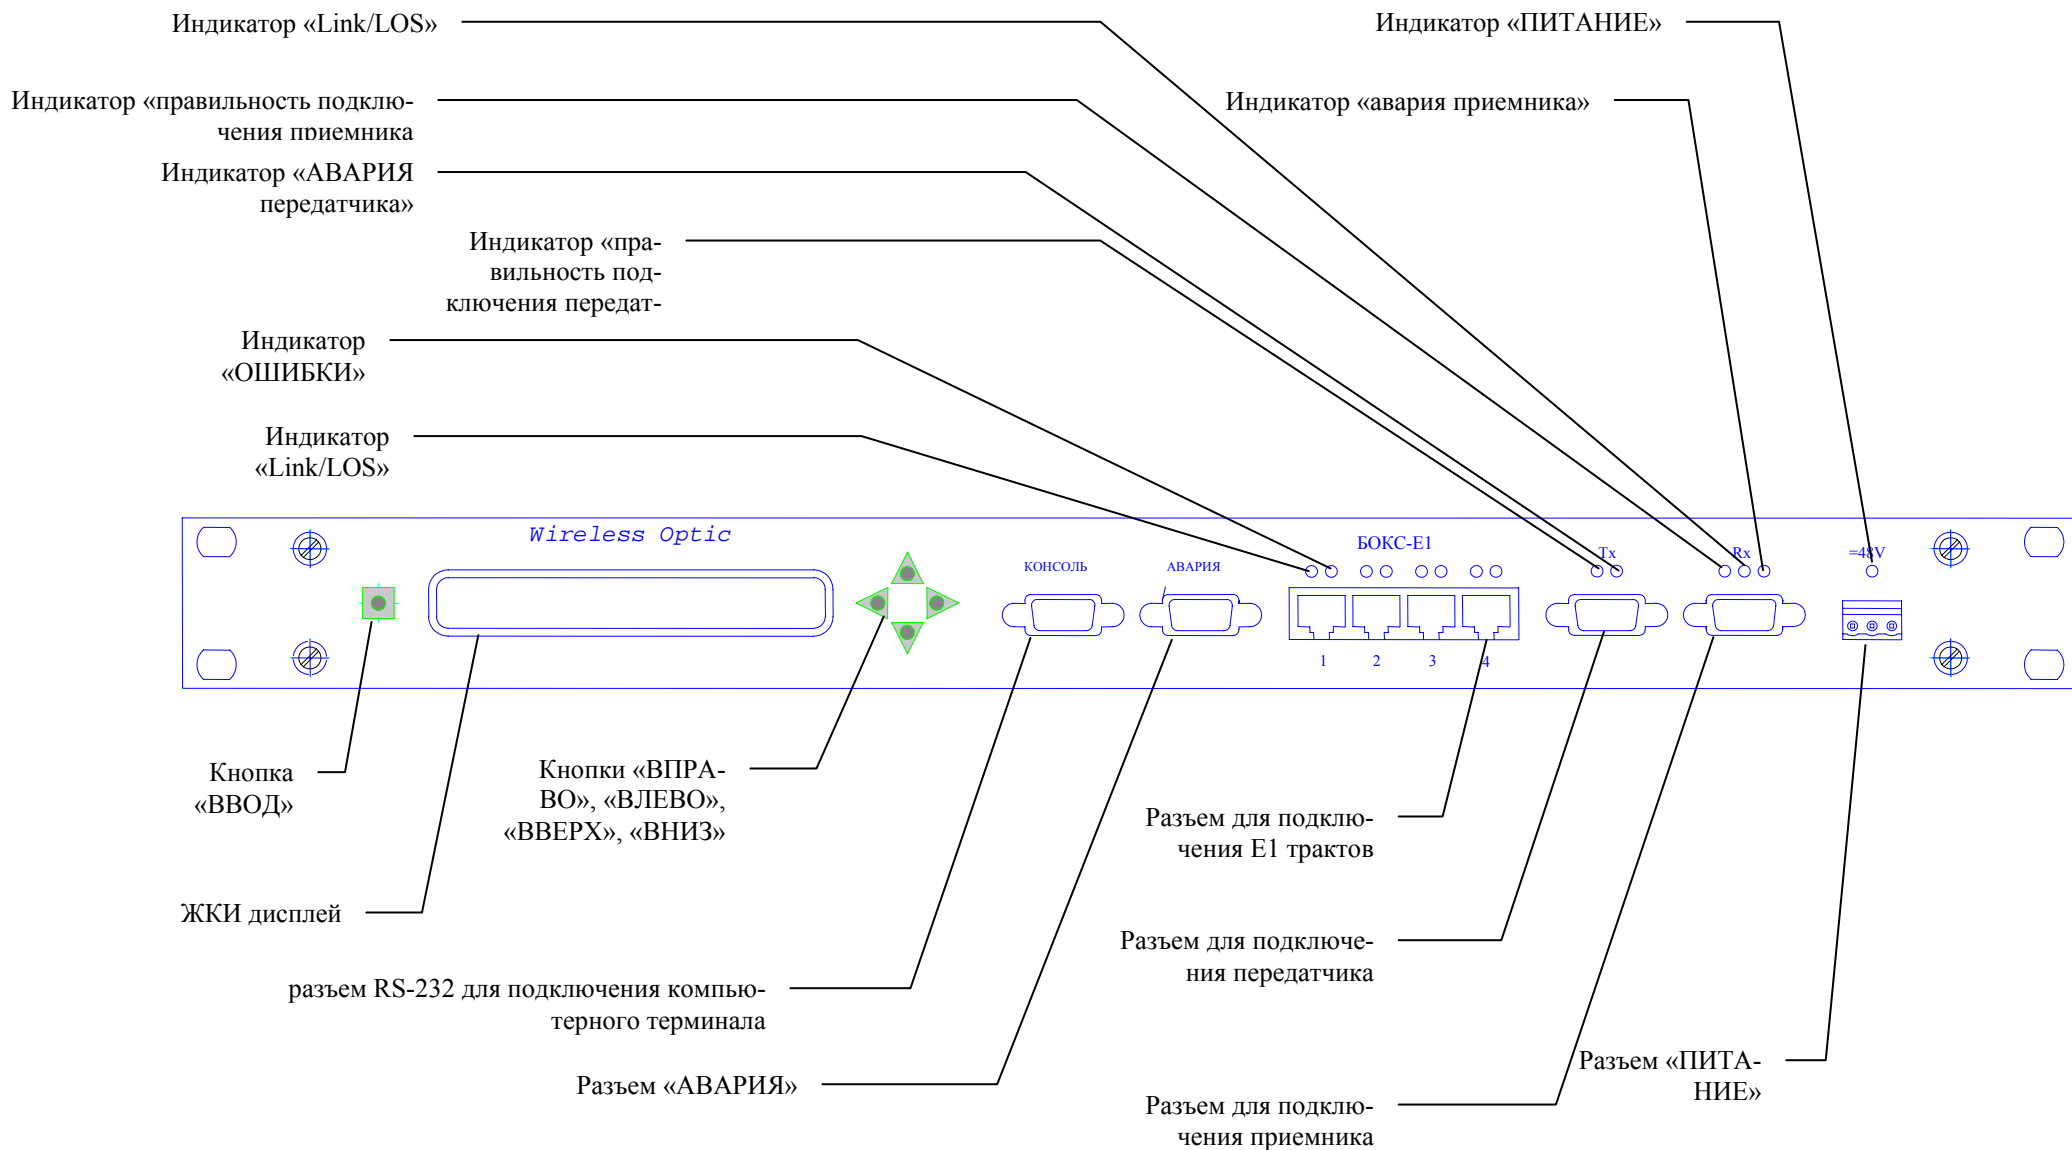 Индикатор «Link/LOS»
Индикатор «ПИТАНИЕ»
Индикатор «правильность подклю-
чения приемника
Индикатор «авария приемника»
Индикатор «АВАРИЯ
передатчика»
Индикатор «пра-
вильность под-
ключения передат-
Индикатор
«ОШИБКИ»
Индикатор
«Link/LOS»
Wireless Optic
КОНСОЛЬ
АВАРИЯ
БОКС-Е1
Tx
Rx
=48V
1
2
3
4
Кнопка
«ВВОД»
Кнопки «ВПРА-
ВО», «ВЛЕВО»,
«ВВЕРХ», «ВНИЗ»
Разъем для подклю-
чения Е1 трактов
ЖКИ дисплей
Разъем для подключе-
ния передатчика
разъем RS-232 для подключения компью-
терного терминала
Разъем «ПИТА-
НИЕ»
Разъем «АВАРИЯ»
Разъем для подклю-
чения приемника